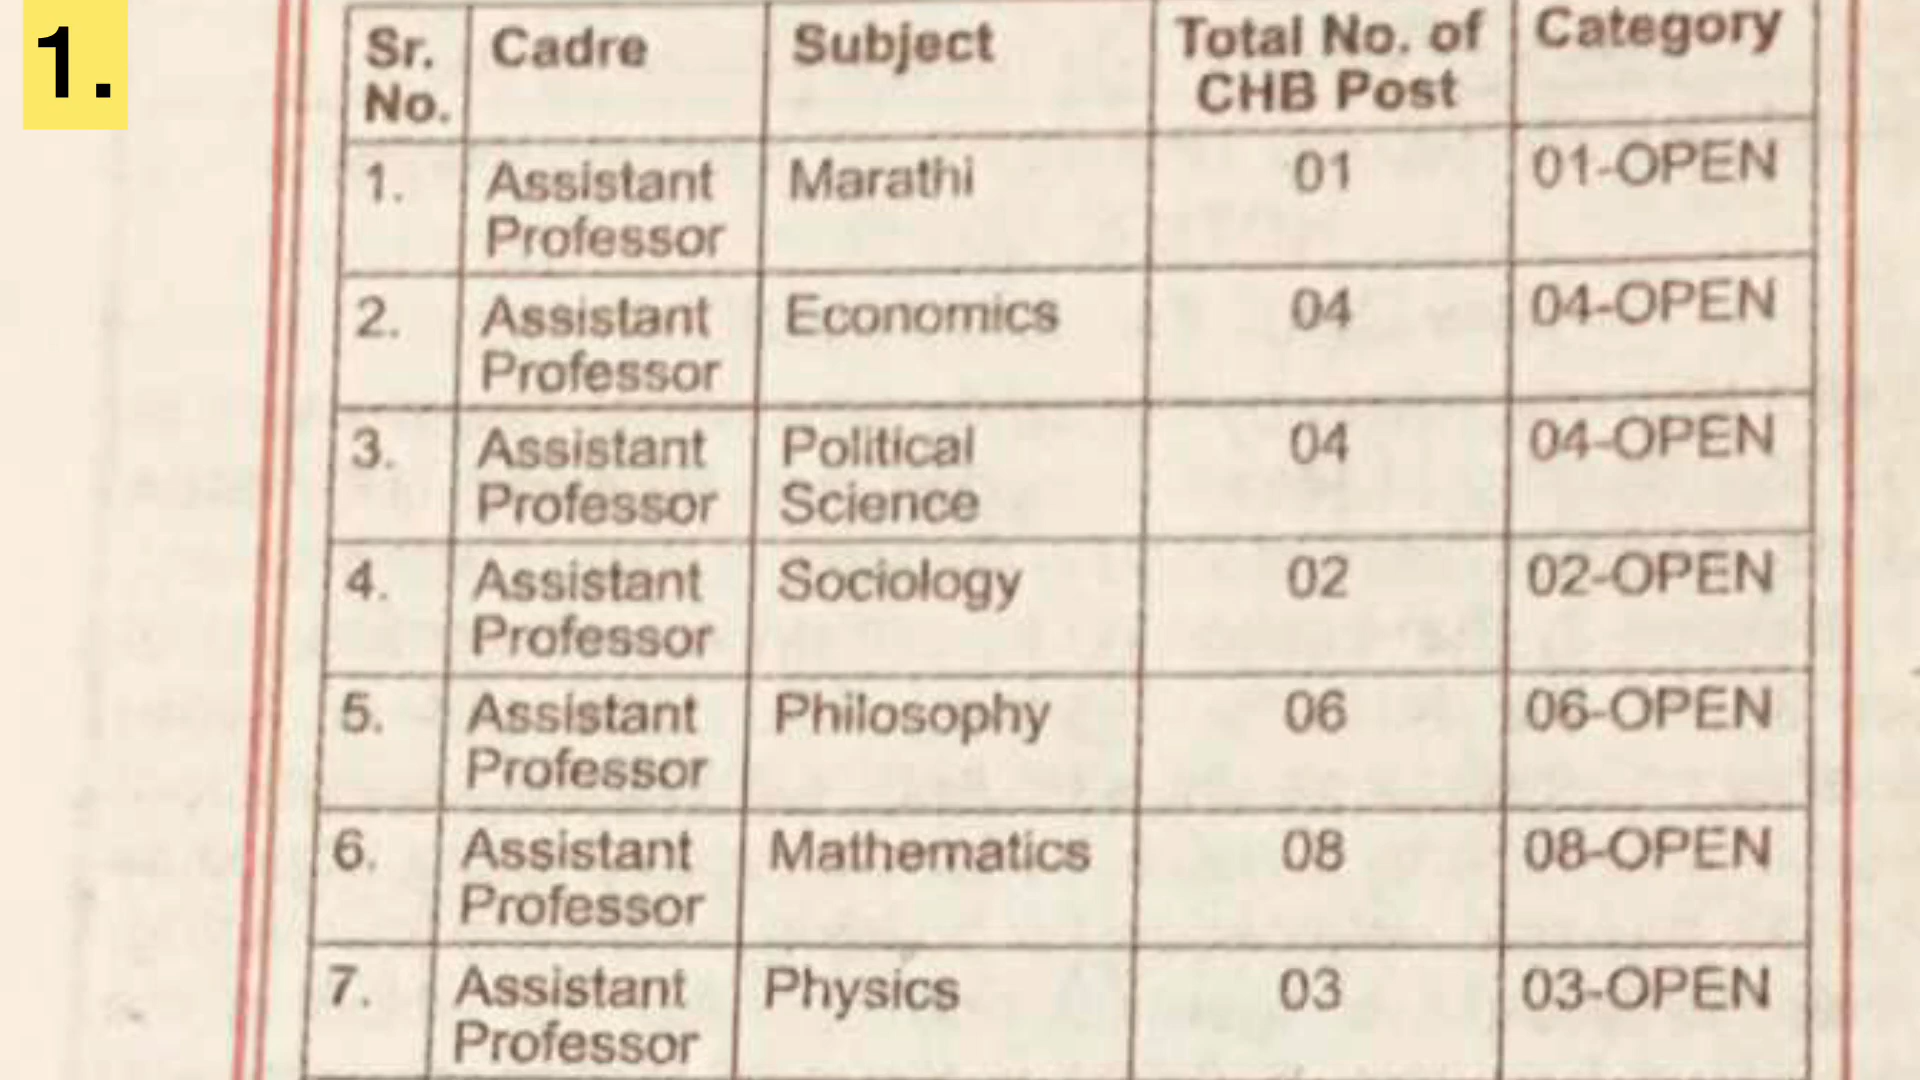 1.
Sr. No. | Cadre | Subject | Total No. of CHB Post | Category
1. | Assistant Professor | Marathi | 01 | 01-OPEN
2. | Assistant Professor | Economics | 04 | 04-OPEN
3. | Assistant Professor | Political Science | 04 | 04-OPEN
4. | Assistant Professor | Sociology | 02 | 02-OPEN
5. | Assistant Professor | Philosophy | 06 | 06-OPEN
6. | Assistant Professor | Mathematics | 08 | 08-OPEN
7. | Assistant Professor | Physics | 03 | 03-OPEN